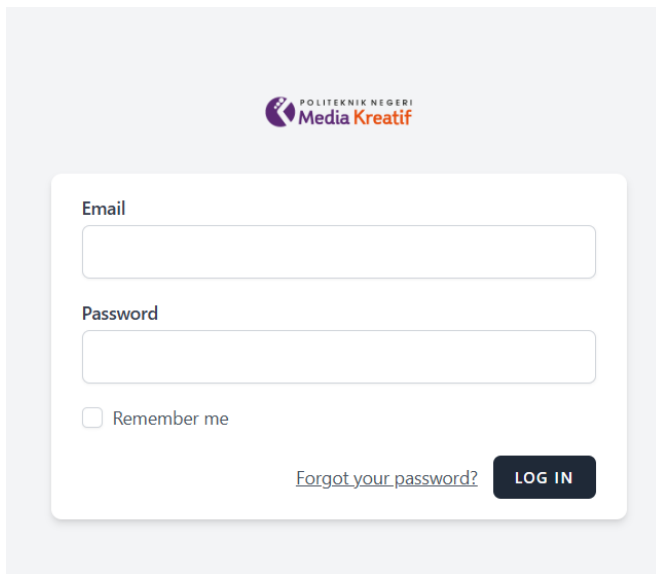 POLITEKNIK NEGERI
Media Kreatif
Email
Password
Remember me
Forgot your password? LOG IN